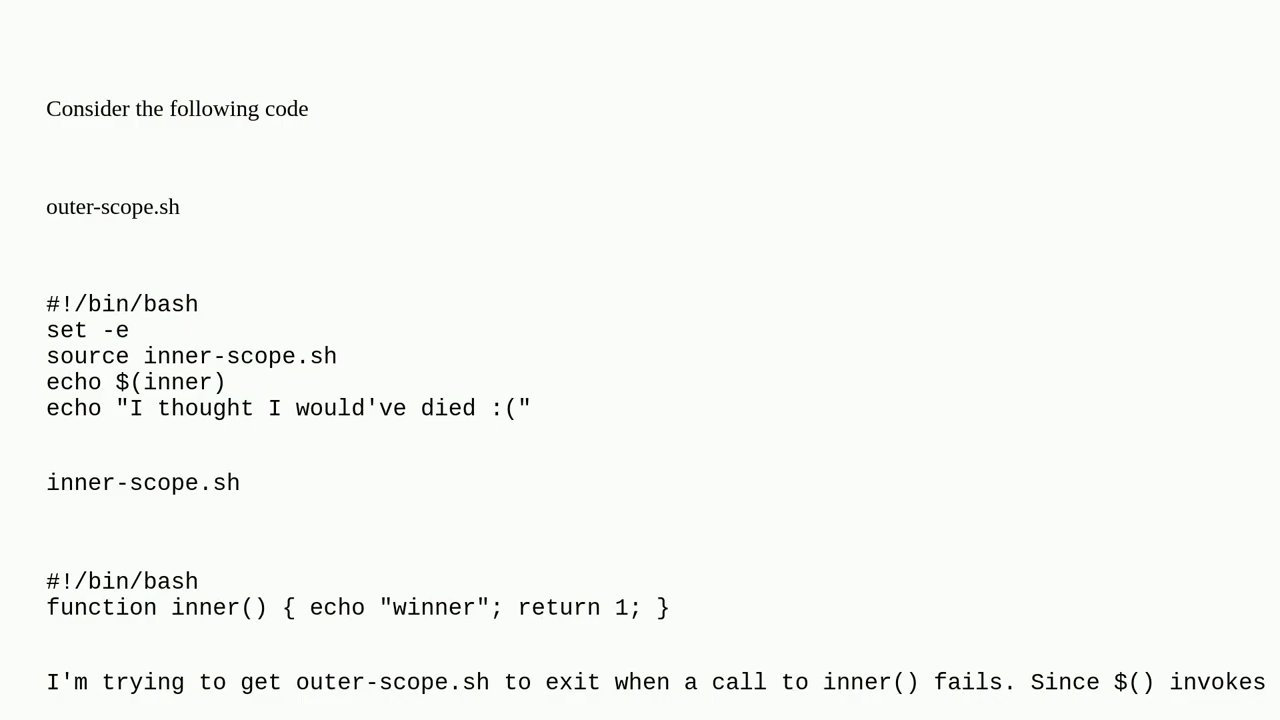 Consider the following code
outer-scope.sh
#!/bin/bash
set -e
source inner-scope.sh
echo $(inner)
echo "I thought I would've died :("
inner-scope.sh
#!/bin/bash
function inner() { echo "winner"; return 1; }
I'm trying to get outer-scope.sh to exit when a call to inner() fails. Since $() invokes